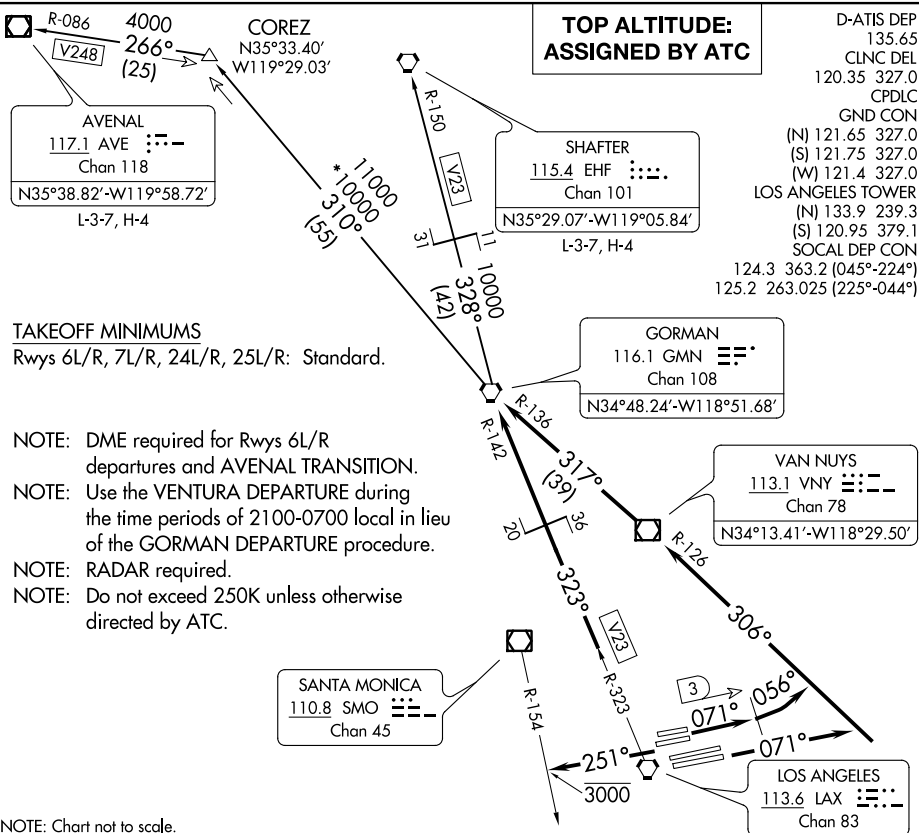 R-086
4000
266°
(25)
V248
COREZ
N35°33.40'
W119°29.03'
TOP ALTITUDE:
ASSIGNED BY ATC
D-ATIS DEP
135.65
CLNC DEL
120.35 327.0
CPDLC
GND CON
(N) 121.65 327.0
(S) 121.75 327.0
(W) 121.4 327.0
LOS ANGELES TOWER
(N) 133.9 239.3
(S) 120.95 379.1
SOCAL DEP CON
124.3 363.2 (045°-224°)
125.2 263.025 (225°-044°)
AVENAL
117.1 AVE
Chan 118
N35°38.82'-W119°58.72'
L-3-7, H-4
R-150
V23
SHAFTER
115.4 EHF
Chan 101
N35°29.07'-W119°05.84'
L-3-7, H-4
11000
*10000
310°
(55)
31
11
10000
328°
(42)
TAKEOFF MINIMUMS
Rwys 6L/R, 7L/R, 24L/R, 25L/R: Standard.
GORMAN
116.1 GMN
Chan 108
N34°48.24'-W118°51.68'
R-142
R-136
317°
(39)
NOTE: DME required for Rwys 6L/R
departures and AVENAL TRANSITION.
NOTE: Use the VENTURA DEPARTURE during
the time periods of 2100-0700 local in lieu
of the GORMAN DEPARTURE procedure.
NOTE: RADAR required.
NOTE: Do not exceed 250K unless otherwise
directed by ATC.
VAN NUYS
113.1 VNY
Chan 78
N34°13.41'-W118°29.50'
20
36
R-126
323°
V23
306°
R-323
SANTA MONICA
110.8 SMO
Chan 45
R-154
3
071°
056°
251°
071°
3000
LOS ANGELES
113.6 LAX
Chan 83
NOTE: Chart not to scale.